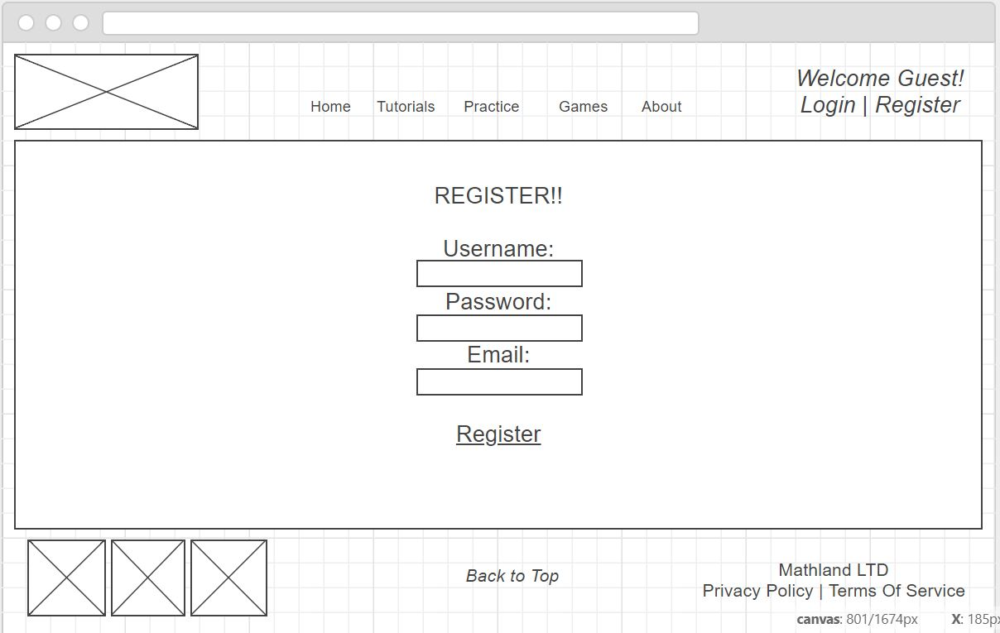 Welcome Guest!
Login | Register
Home Tutorials Practice Games About
REGISTER!!
Username:
Password:
Email:
Register
Back to Top
Mathland LTD
Privacy Policy | Terms Of Service
canvas: 801/1674px X: 185px